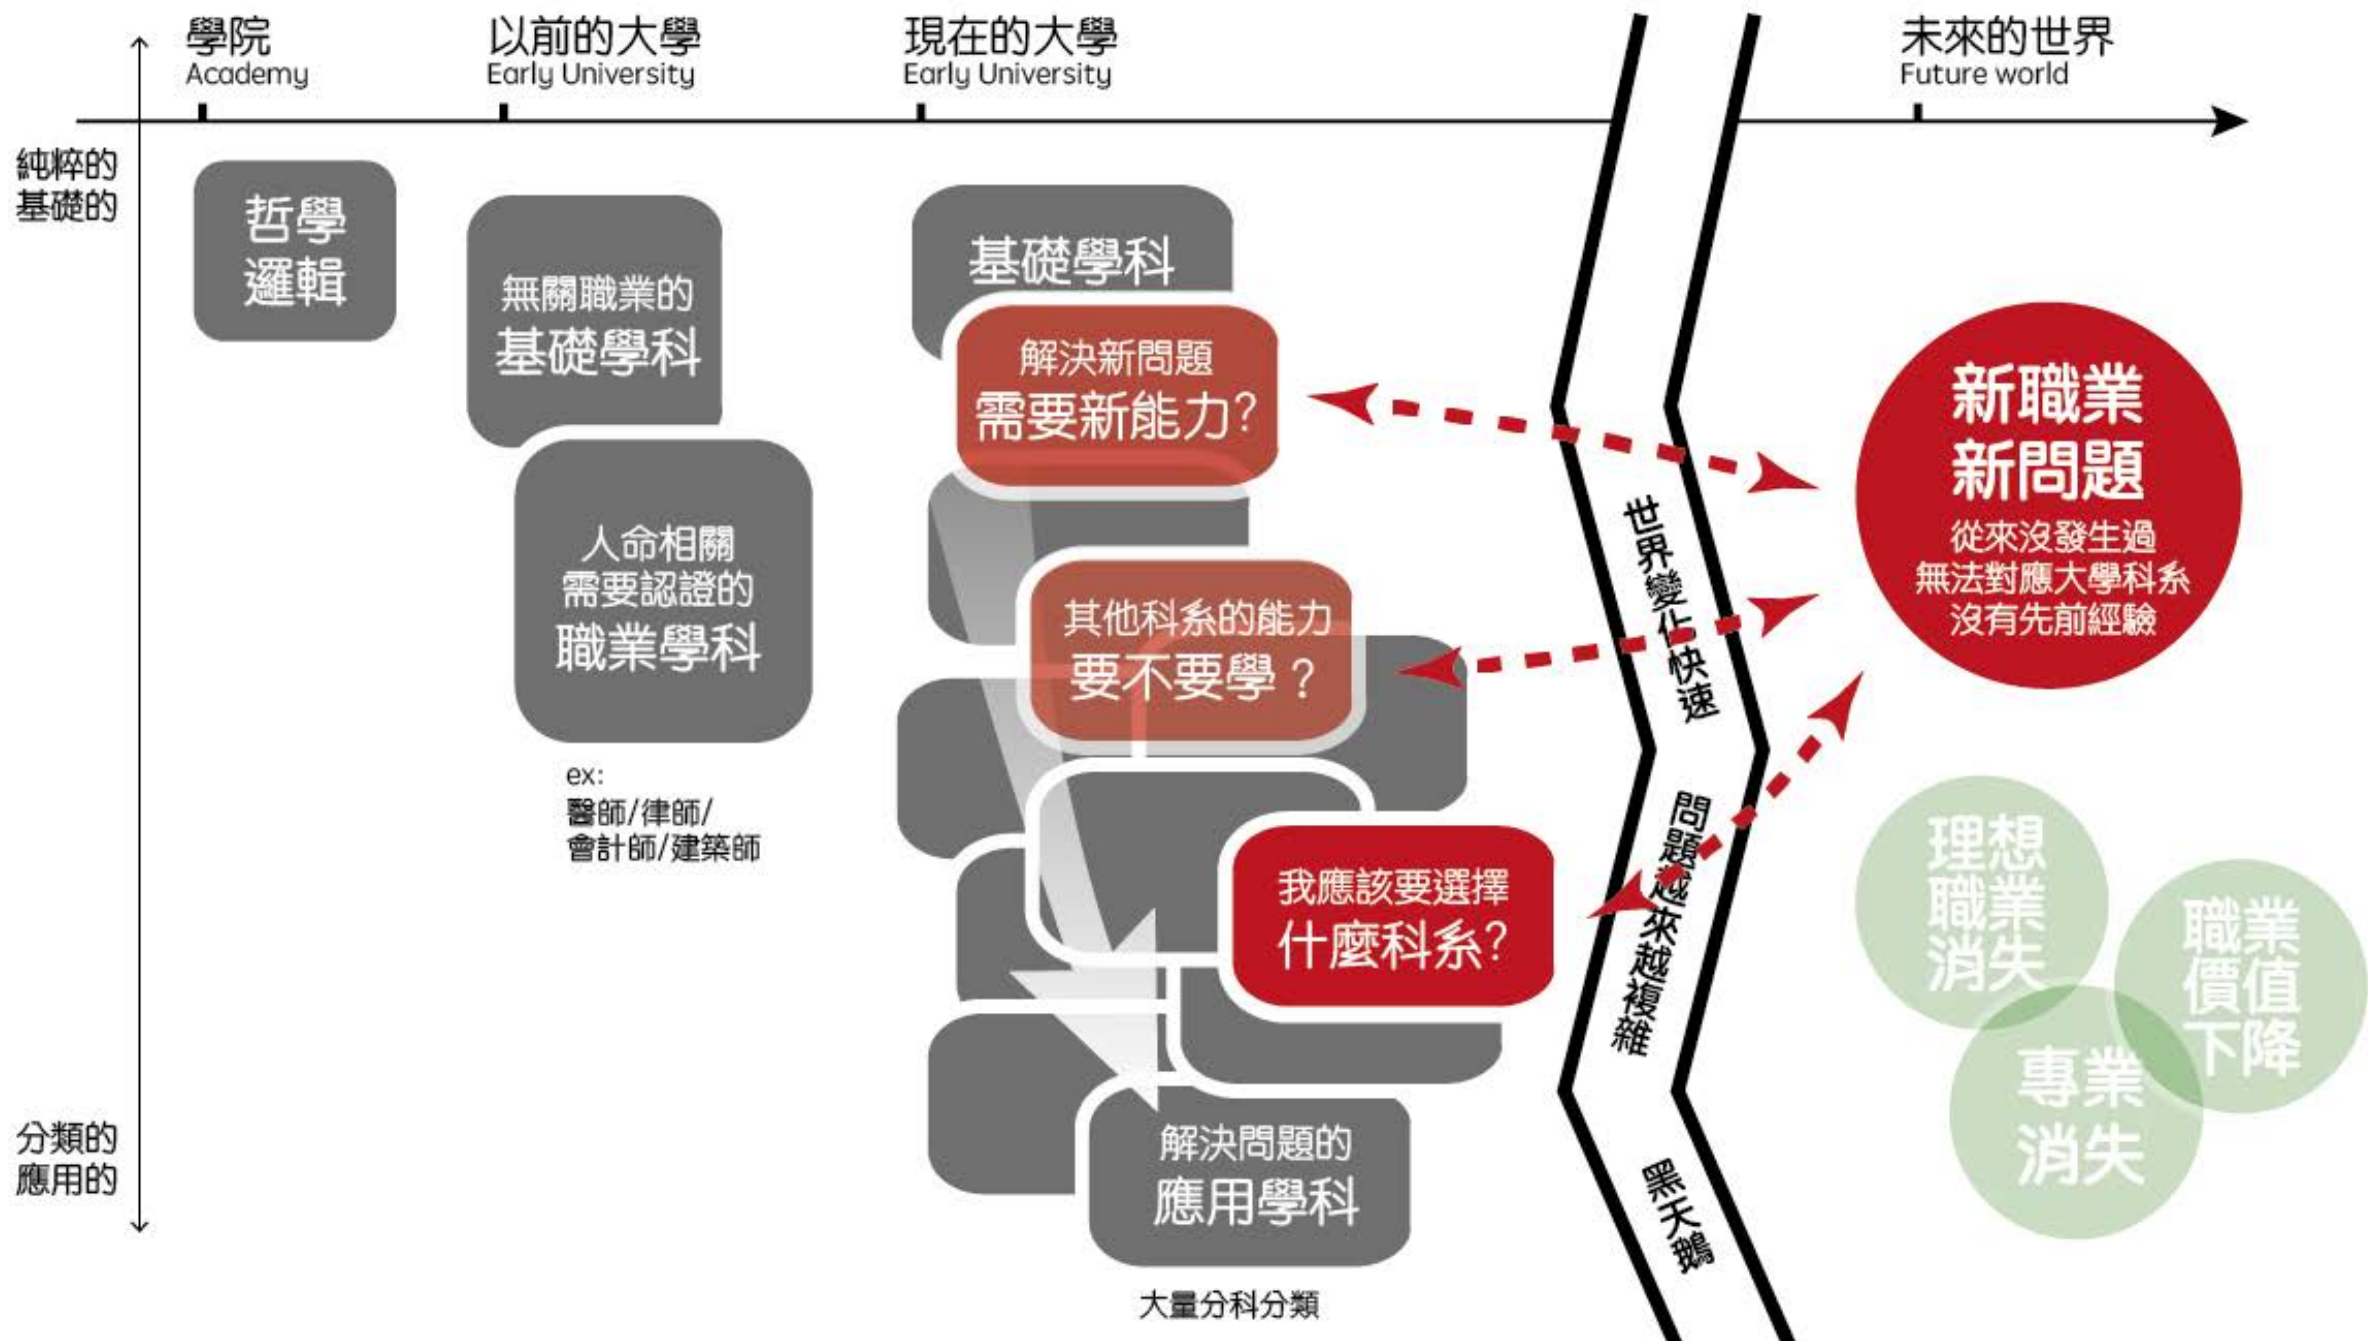 學院
Academy
以前的大學
Early University
現在的大學
Early University
未來的世界
Future world
純粹的
基礎的
分類的
應用的
哲學
邏輯
無關職業的
基礎學科
人命相關
需要認證的
職業學科
ex:
醫師/律師/
會計師/建築師
基礎學科
解決新問題
需要新能力?
其他科系的能力
要不要學?
我應該要選擇
什麼科系?
解決問題的
應用學科
大量分科分類
世界變化快速
問題越來越複雜
黑天鵝
新職業
新問題
從來沒發生過
無法對應大學科系
沒有先前經驗
理想
職業
消失
職業
價值
下降
專業
消失